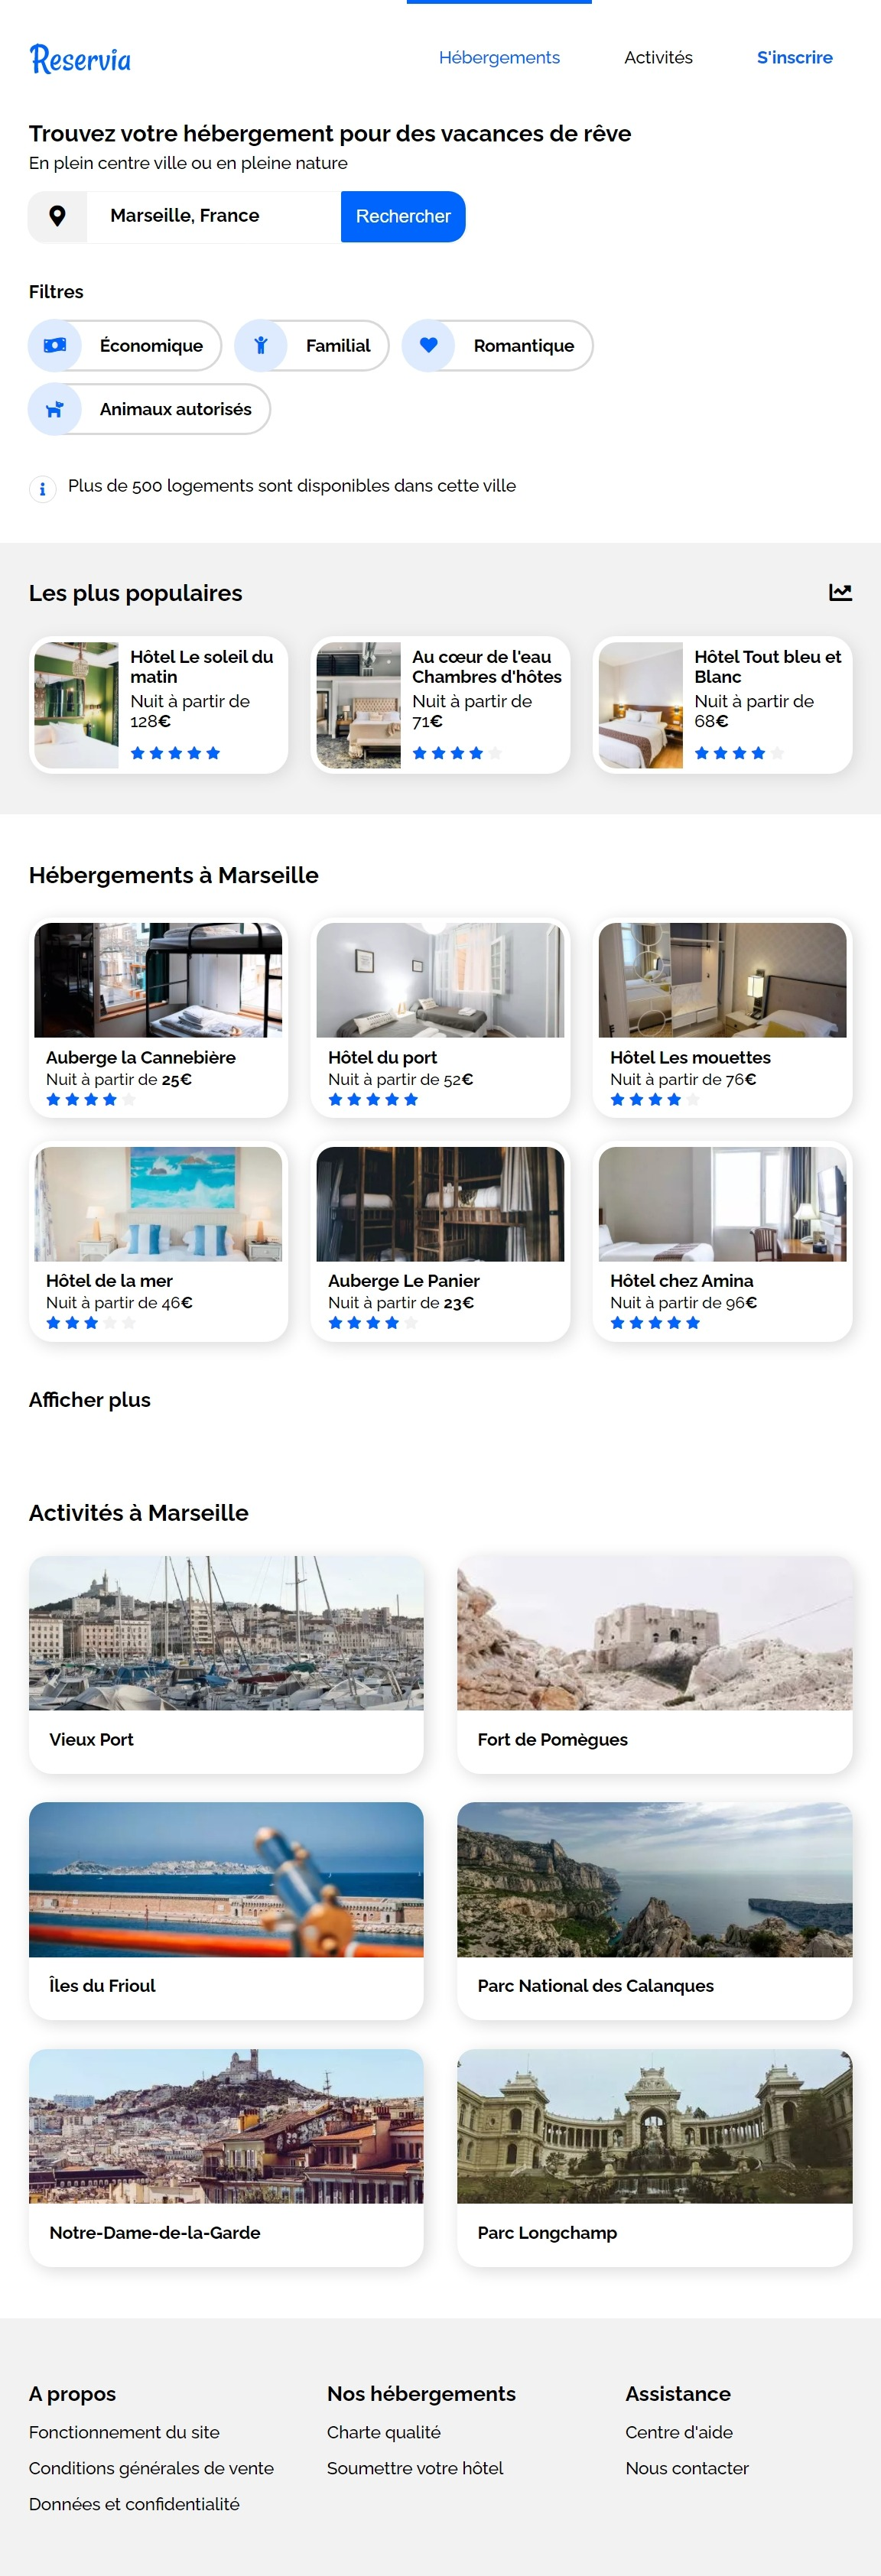 Reservia
Hébergements
Activités
S'inscrire
Trouvez votre hébergement pour des vacances de rêve
En plein centre ville ou en pleine nature
Marseille, France
Rechercher
Filtres
Économique
Familial
Romantique
Animaux autorisés
Plus de 500 logements sont disponibles dans cette ville
Les plus populaires
Hôtel Le soleil du
matin
Nuit à partir de
128€
Au cœur de l'eau
Chambres d'hôtes
Nuit à partir de
71€
Hôtel Tout bleu et
Blanc
Nuit à partir de
68€
Hébergements à Marseille
Auberge la Cannebière
Nuit à partir de 25€
Hôtel du port
Nuit à partir de 52€
Hôtel Les mouettes
Nuit à partir de 76€
Hôtel de la mer
Nuit à partir de 46€
Auberge Le Panier
Nuit à partir de 23€
Hôtel chez Amina
Nuit à partir de 96€
Afficher plus
Activités à Marseille
Vieux Port
Fort de Pomègues
Îles du Frioul
Parc National des Calanques
Notre-Dame-de-la-Garde
Parc Longchamp
A propos
Fonctionnement du site
Conditions générales de vente
Données et confidentialité
Nos hébergements
Charte qualité
Soumettre votre hôtel
Assistance
Centre d'aide
Nous contacter